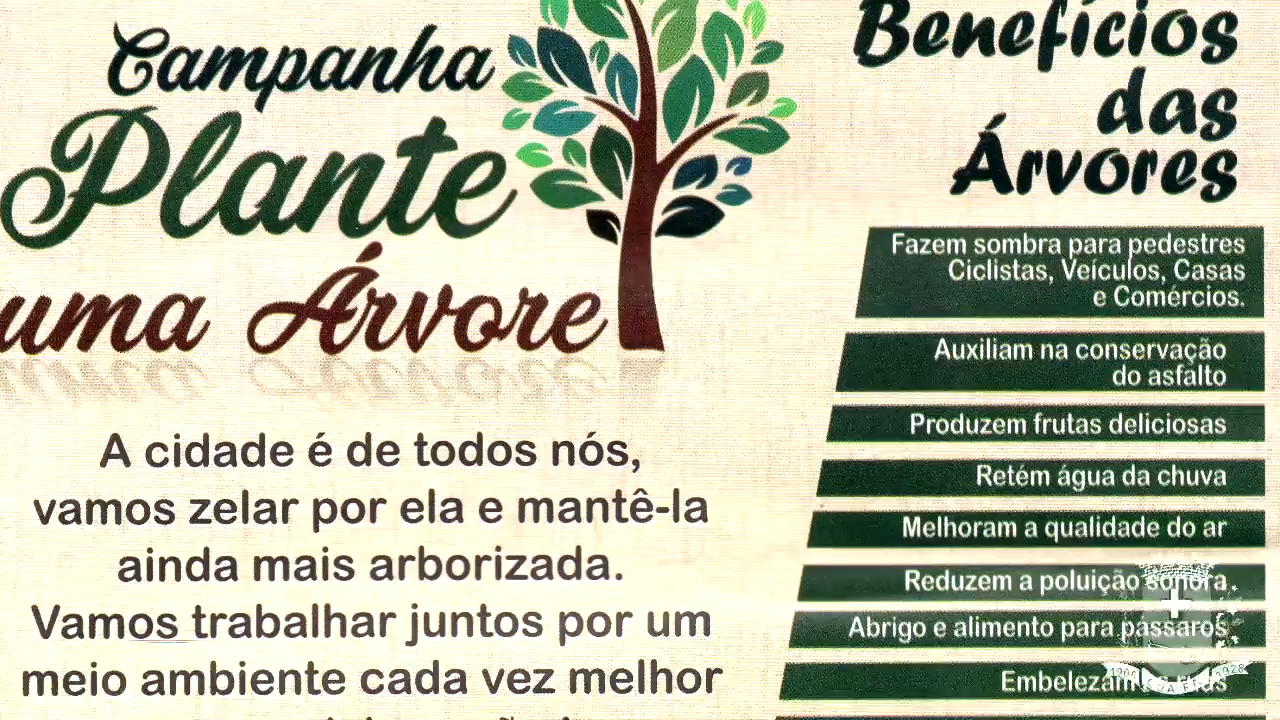 Campanha
Plante
uma Árvore
A cidade é de todos nós,
vamos zelar por ela e mantê-la
ainda mais arborizada.
Vamos trabalhar juntos por um
meio ambiente cada vez melhor
Benefícios
das
Árvores
Fazem sombra para pedestres
Ciclistas, Veículos, Casas
e Comércios.
Auxiliam na conservação
do asfalto
Produzem frutas deliciosas
Retém água da chuva
Melhoram a qualidade do ar
Reduzem a poluição sonora
Abrigo e alimento para pássaros
Embelezam